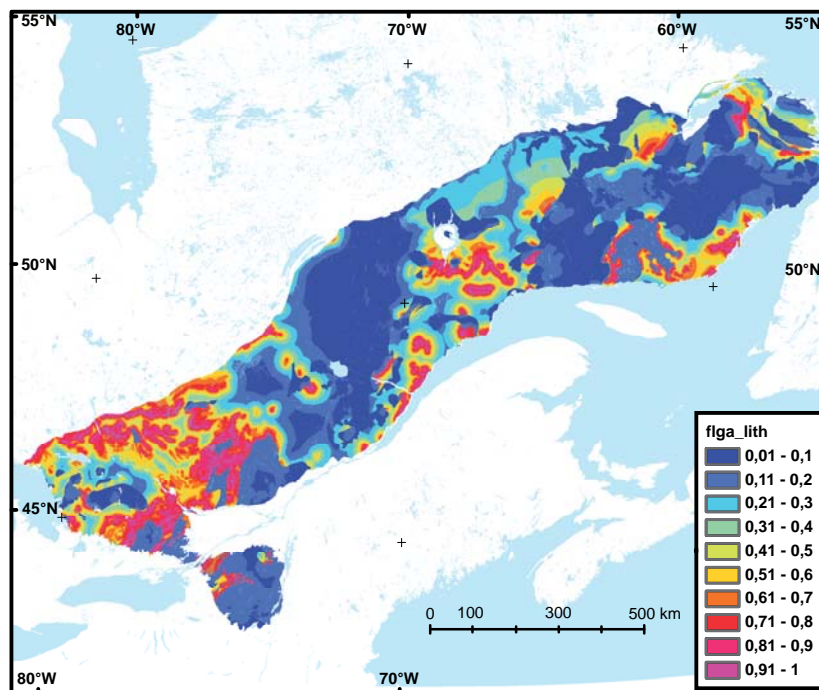 55°N
80°W
70°W
60°W
55°N
50°N
50°N
45°N
flga_lith
0,01 - 0,1
0,11 - 0,2
0,21 - 0,3
0,31 - 0,4
0,41 - 0,5
0,51 - 0,6
0,61 - 0,7
0,71 - 0,8
0,81 - 0,9
0,91 - 1
0 100 300 500 km
80°W
70°W